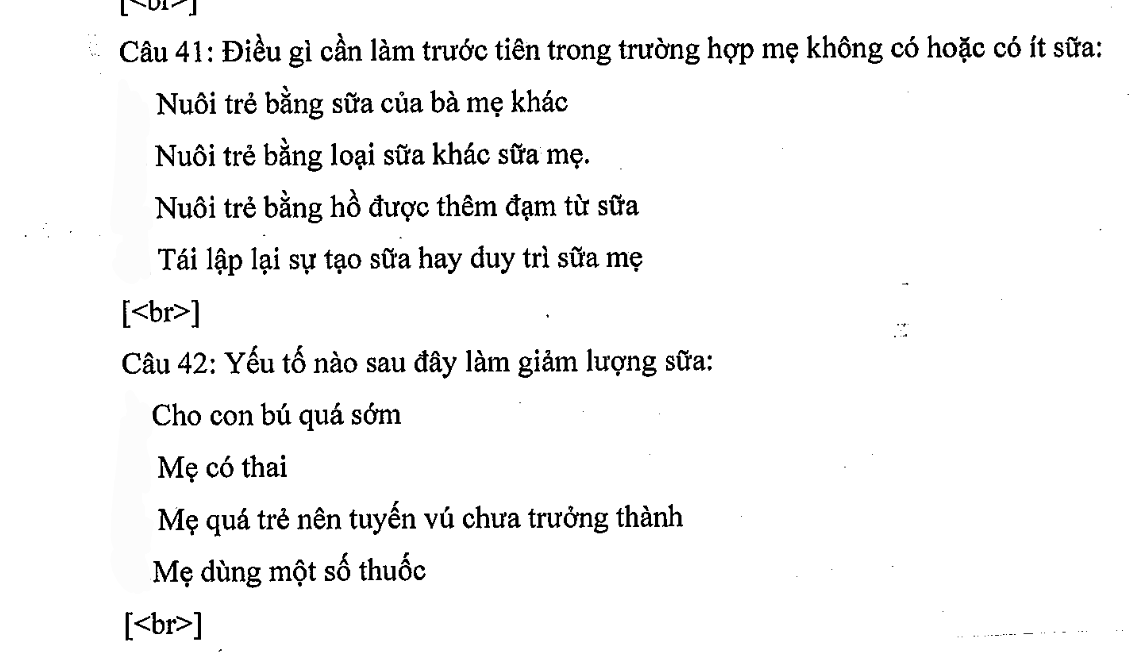 [<br>]
Câu 41: Điều gì cần làm trước tiên trong trường hợp mẹ không có hoặc có ít sữa:
Nuôi trẻ bằng sữa của bà mẹ khác
Nuôi trẻ bằng loại sữa khác sữa mẹ.
Nuôi trẻ bằng hồ được thêm đạm từ sữa
Tái lập lại sự tạo sữa hay duy trì sữa mẹ
[<br>]
Câu 42: Yếu tố nào sau đây làm giảm lượng sữa:
Cho con bú quá sớm
Mẹ có thai
Mẹ quá trẻ nên tuyến vú chưa trưởng thành
Mẹ dùng một số thuốc
[<br>]